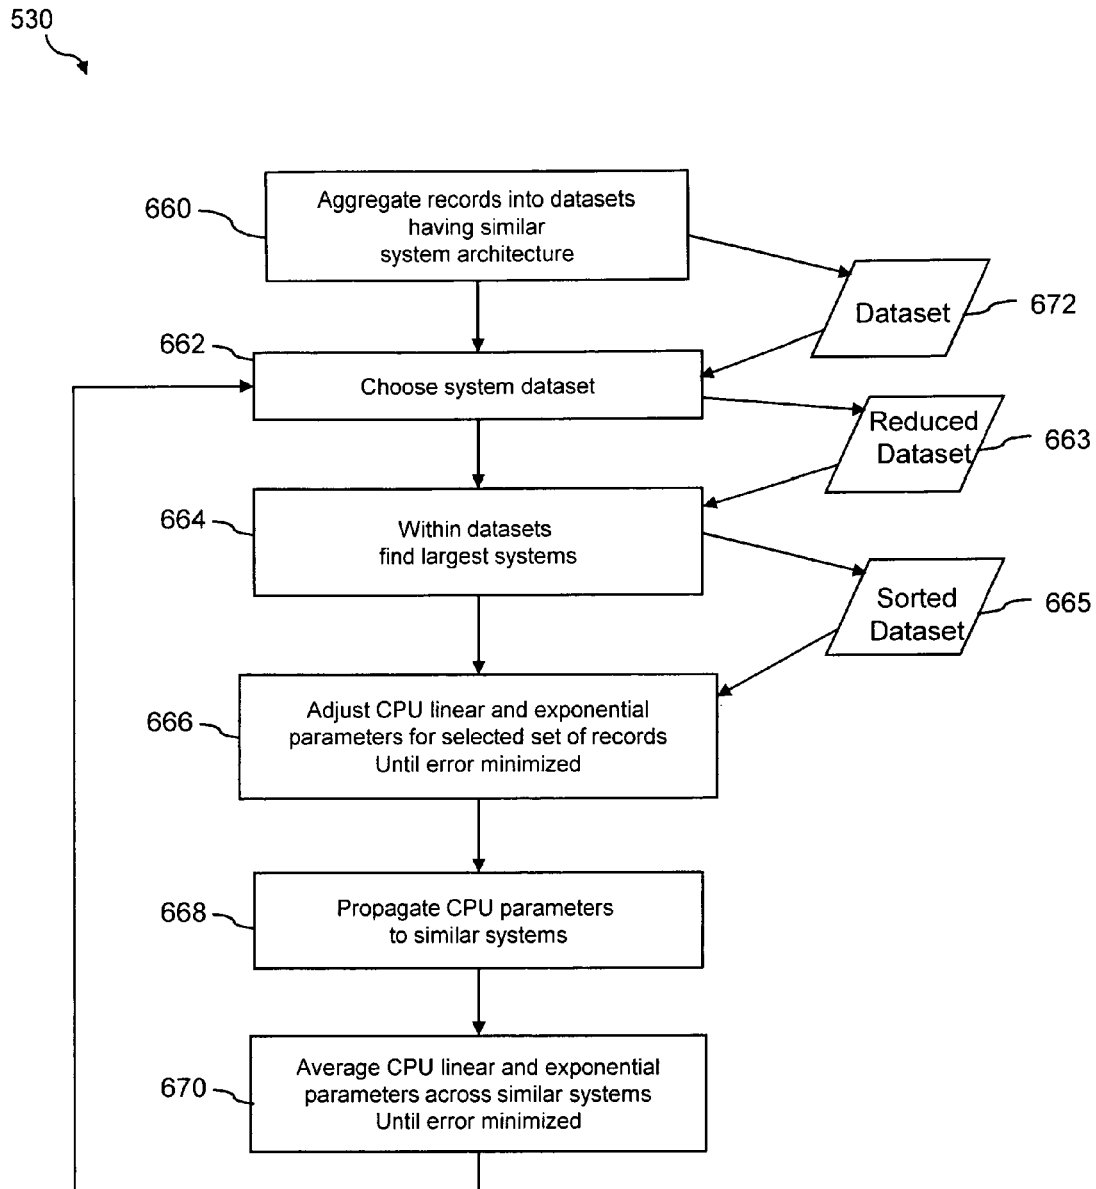 530
660
Aggregate records into datasets
having similar
system architecture
Dataset
672
662
Choose system dataset
Reduced
Dataset
663
664
Within datasets
find largest systems
Sorted
Dataset
665
666
Adjust CPU linear and exponential
parameters for selected set of records
Until error minimized
668
Propagate CPU parameters
to similar systems
670
Average CPU linear and exponential
parameters across similar systems
Until error minimized